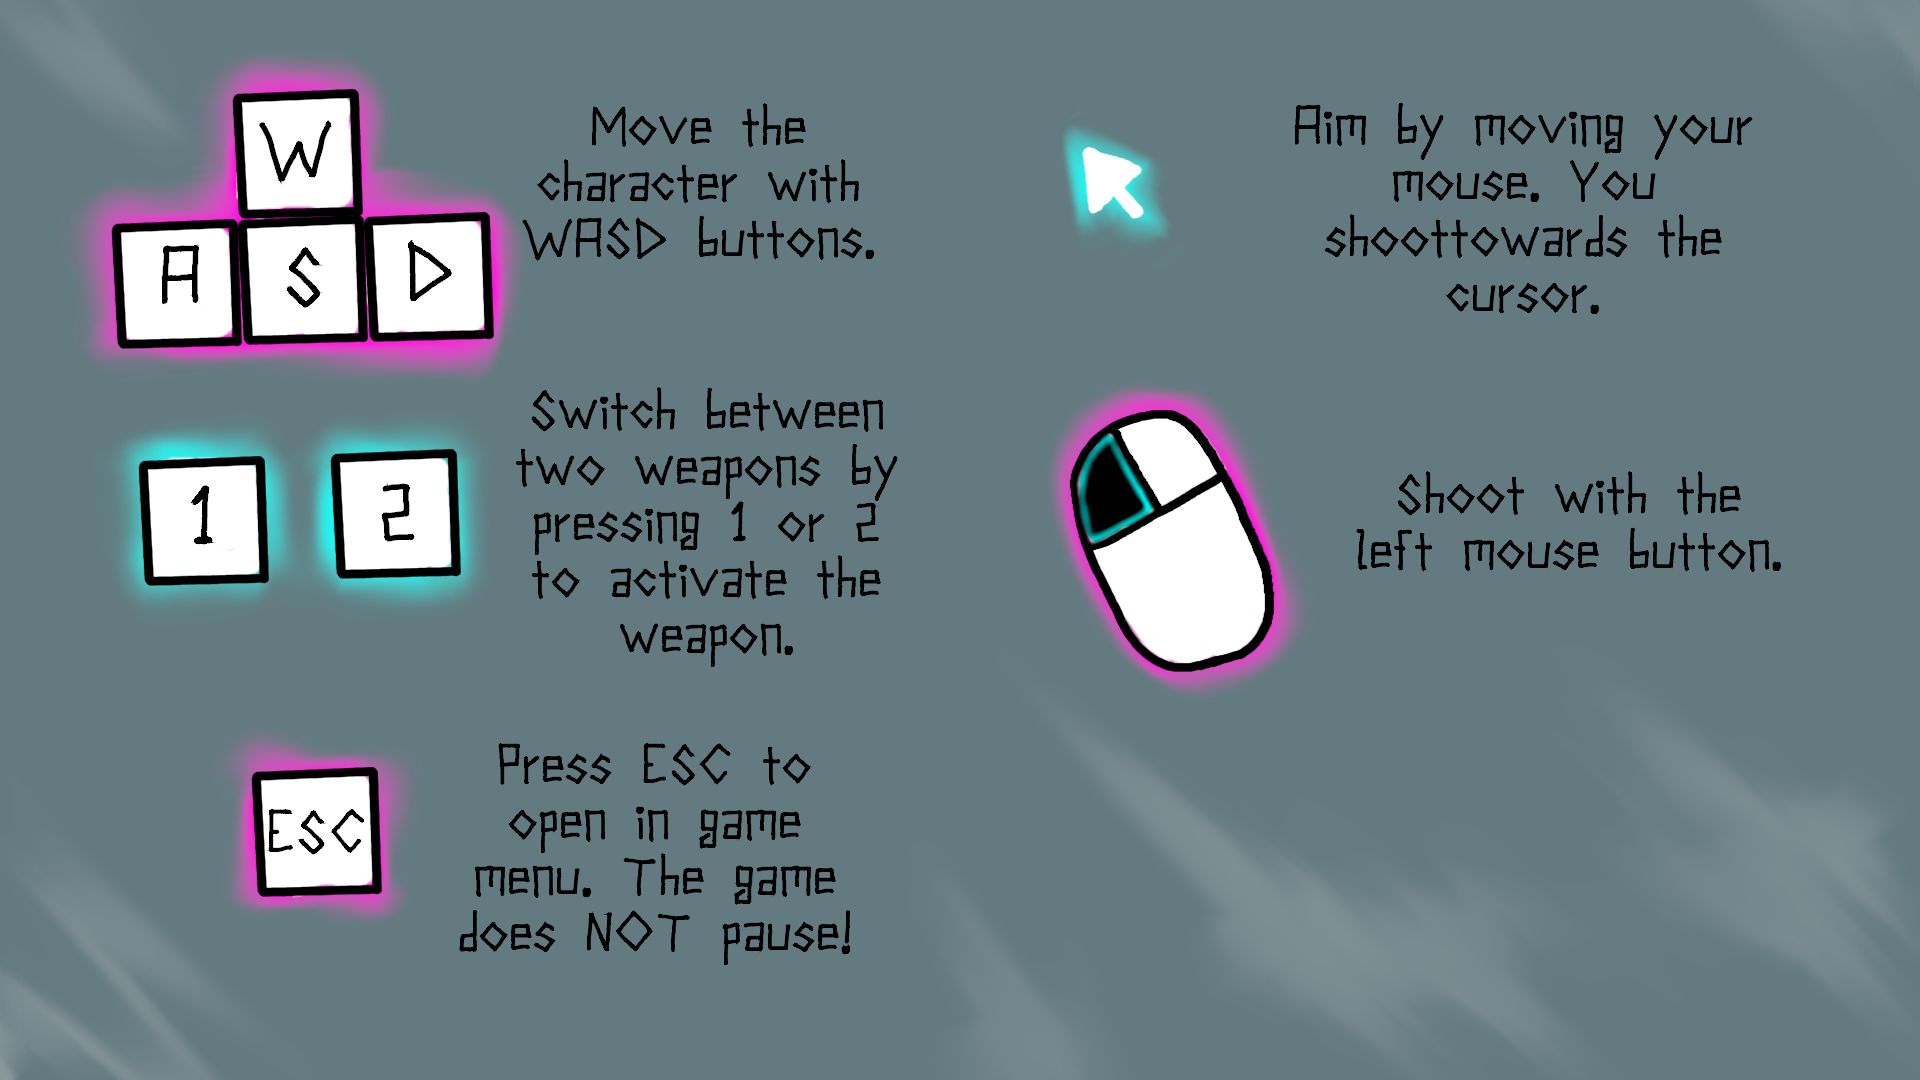 W
A S D
Move the
character with
WASD buttons.
1 2
Switch between
two weapons by
pressing 1 or 2
to activate the
weapon.
ESC
Press ESC to
open in game
menu. The game
does NOT pause!
Aim by moving your
mouse. You
shoottowards the
cursor.
Shoot with the
left mouse button.